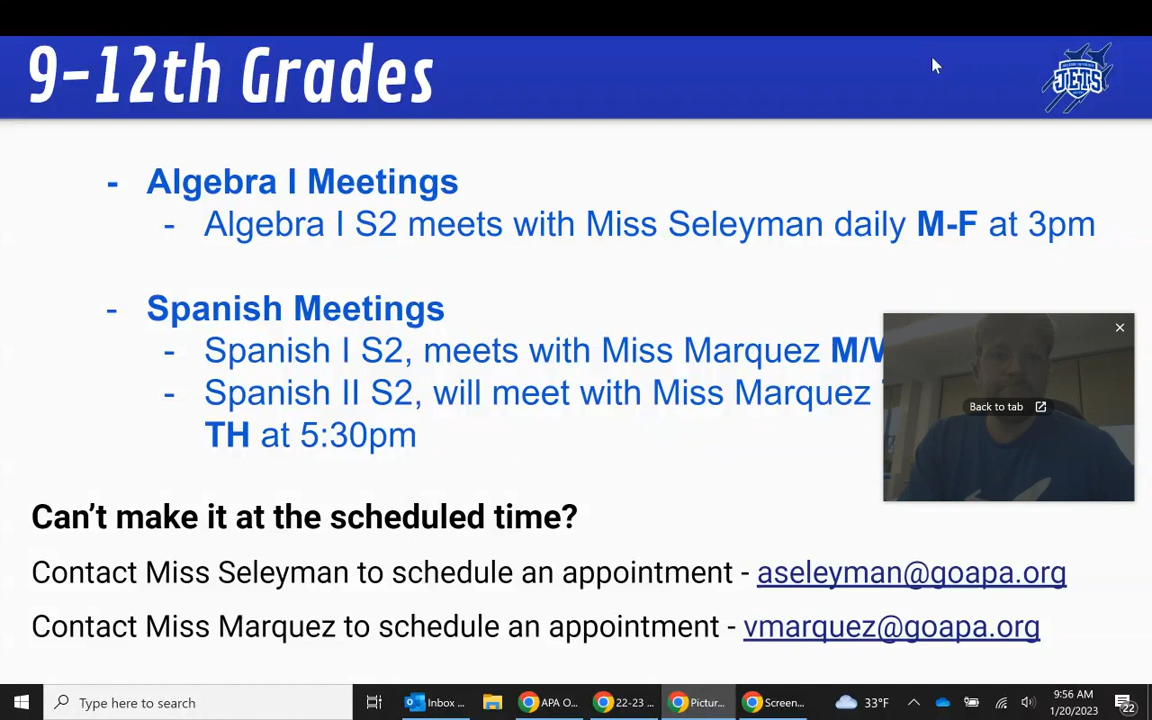 9-12th Grades
JETS
- Algebra I Meetings
- Algebra I S2 meets with Miss Seleyman daily M-F at 3pm
- Spanish Meetings
- Spanish I S2, meets with Miss Marquez
- Spanish II S2, will meet with Miss Marquez
TH at 5:30pm
Back to tab
Can't make it at the scheduled time?
Contact Miss Seleyman to schedule an appointment - aseleyman@goapa.org
Contact Miss Marquez to schedule an appointment - vmarquez@goapa.org
Type here to search
Inbox ...
APA O...
22-23 ...
Pictur...
Screen...
33°F
9:56 AM
1/20/2023
22